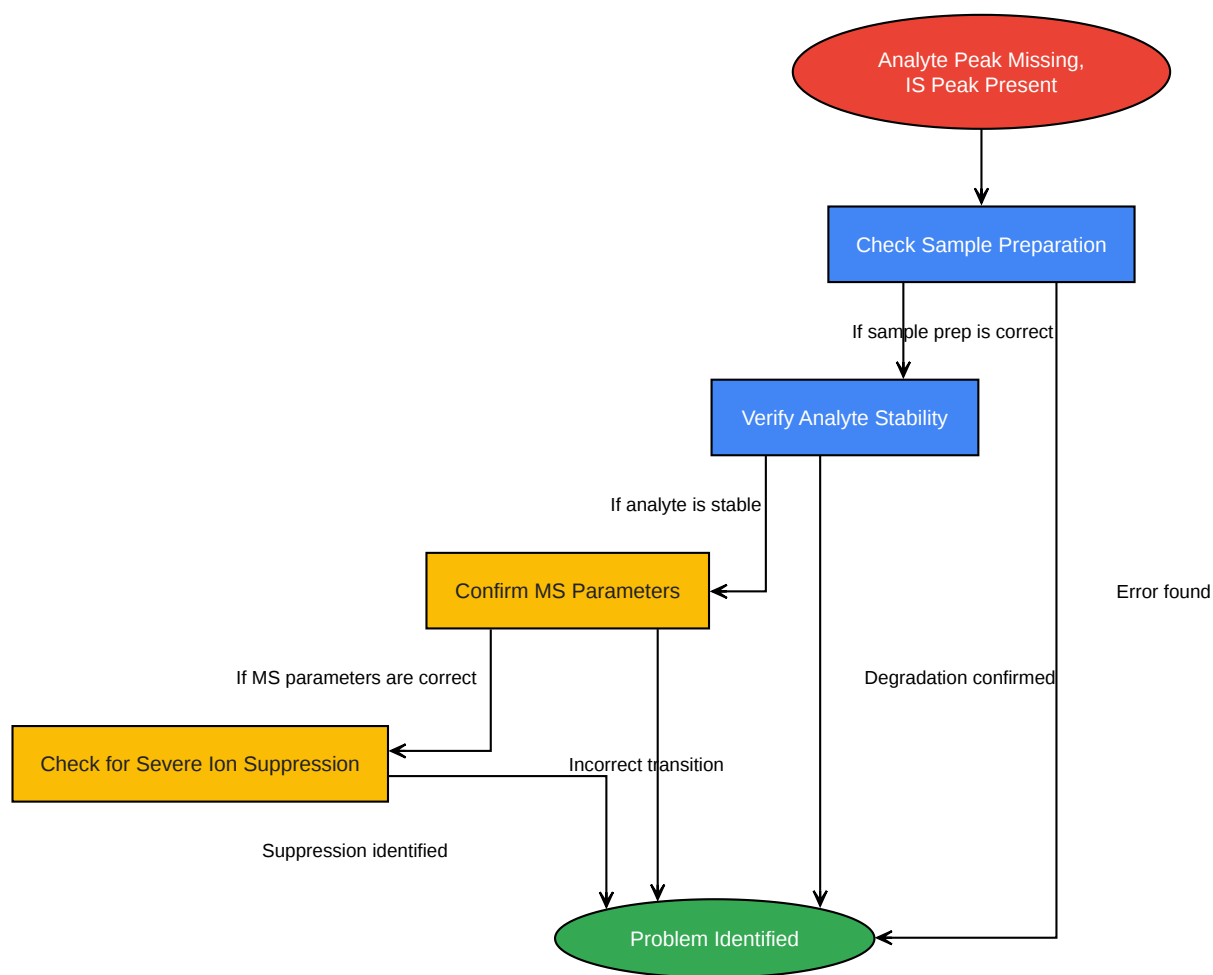 Analyte Peak Missing,
IS Peak Present
Check Sample Preparation
If sample prep is correct
Verify Analyte Stability
If analyte is stable
Confirm MS Parameters
Error found
If MS parameters are correct
Degradation confirmed
Check for Severe Ion Suppression
Incorrect transition
Suppression identified
Problem Identified